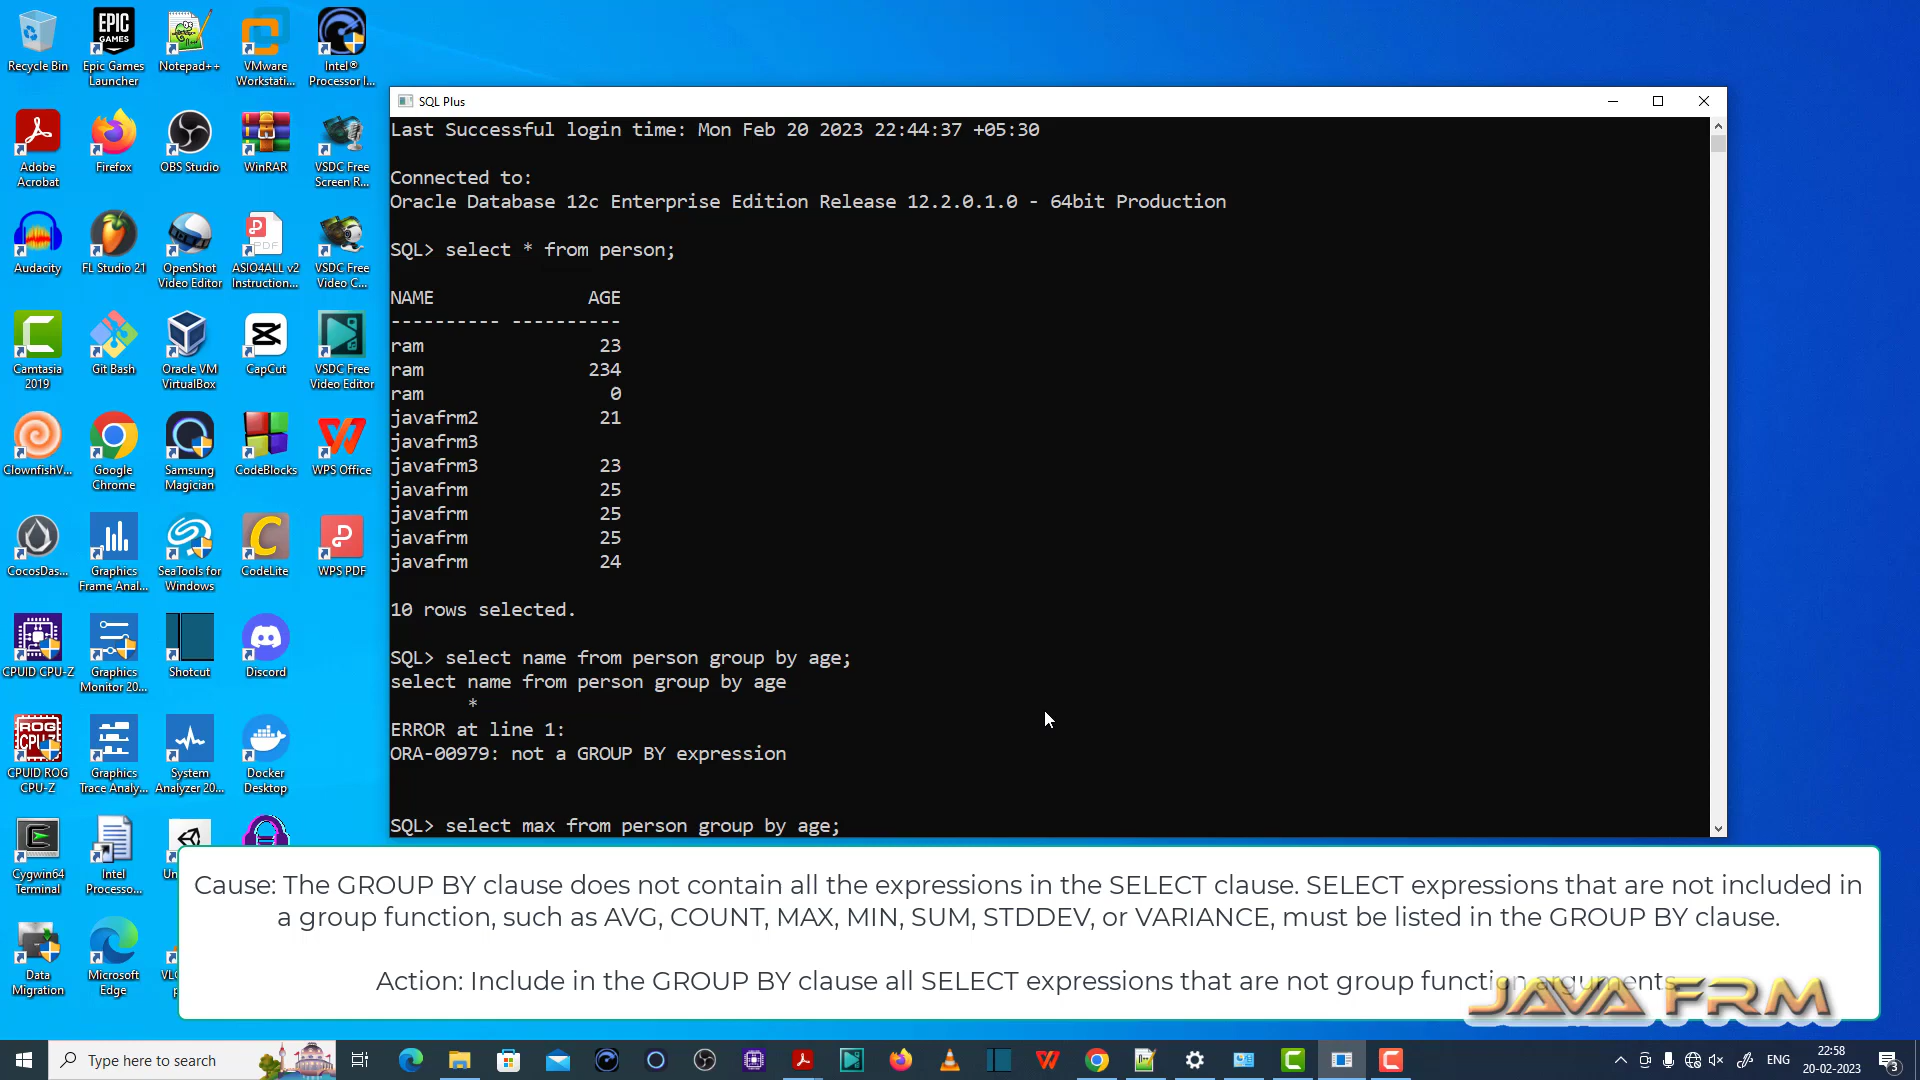 Recycle Bin
Epic Games Launcher
Notepad++
VMware Workstati...
Intel® Processor I...
Adobe Acrobat
Firefox
OBS Studio
WinRAR
VSDC Free Screen R...
Audacity
FL Studio 21
OpenShot Video Editor
ASIO4ALL v2 Instruction...
VSDC Free Video C...
Camtasia 2019
Git Bash
Oracle VM VirtualBox
CapCut
VSDC Free Video Editor
ClownfishV...
Google Chrome
Samsung Magician
CodeBlocks
WPS Office
CocosDas...
Graphics Frame Anal...
SeaTools for Windows
CodeLite
WPS PDF
CPUID CPU-Z
Graphics Monitor 20...
Shotcut
Discord
CPUID ROG CPU-Z
Graphics Trace Analy...
System Analyzer 20...
Docker Desktop
Cygwin64 Terminal
Intel Processo...
Data Migration
Microsoft Edge
SQL Plus
Last Successful login time: Mon Feb 20 2023 22:44:37 +05:30
Connected to:
Oracle Database 12c Enterprise Edition Release 12.2.0.1.0 - 64bit Production
SQL> select * from person;
NAME AGE
---------- ----------
ram 23
ram 234
ram 0
javafrm2 21
javafrm3
javafrm3 23
javafrm 25
javafrm 25
javafrm 25
javafrm 24
10 rows selected.
SQL> select name from person group by age;
select name from person group by age
*
ERROR at line 1:
ORA-00979: not a GROUP BY expression
SQL> select max from person group by age;
Cause: The GROUP BY clause does not contain all the expressions in the SELECT clause. SELECT expressions that are not included in
a group function, such as AVG, COUNT, MAX, MIN, SUM, STDDEV, or VARIANCE, must be listed in the GROUP BY clause.
Action: Include in the GROUP BY clause all SELECT expressions that are not group function arguments.
JAVA FRM
Type here to search
ENG
22:58
20-02-2023
3